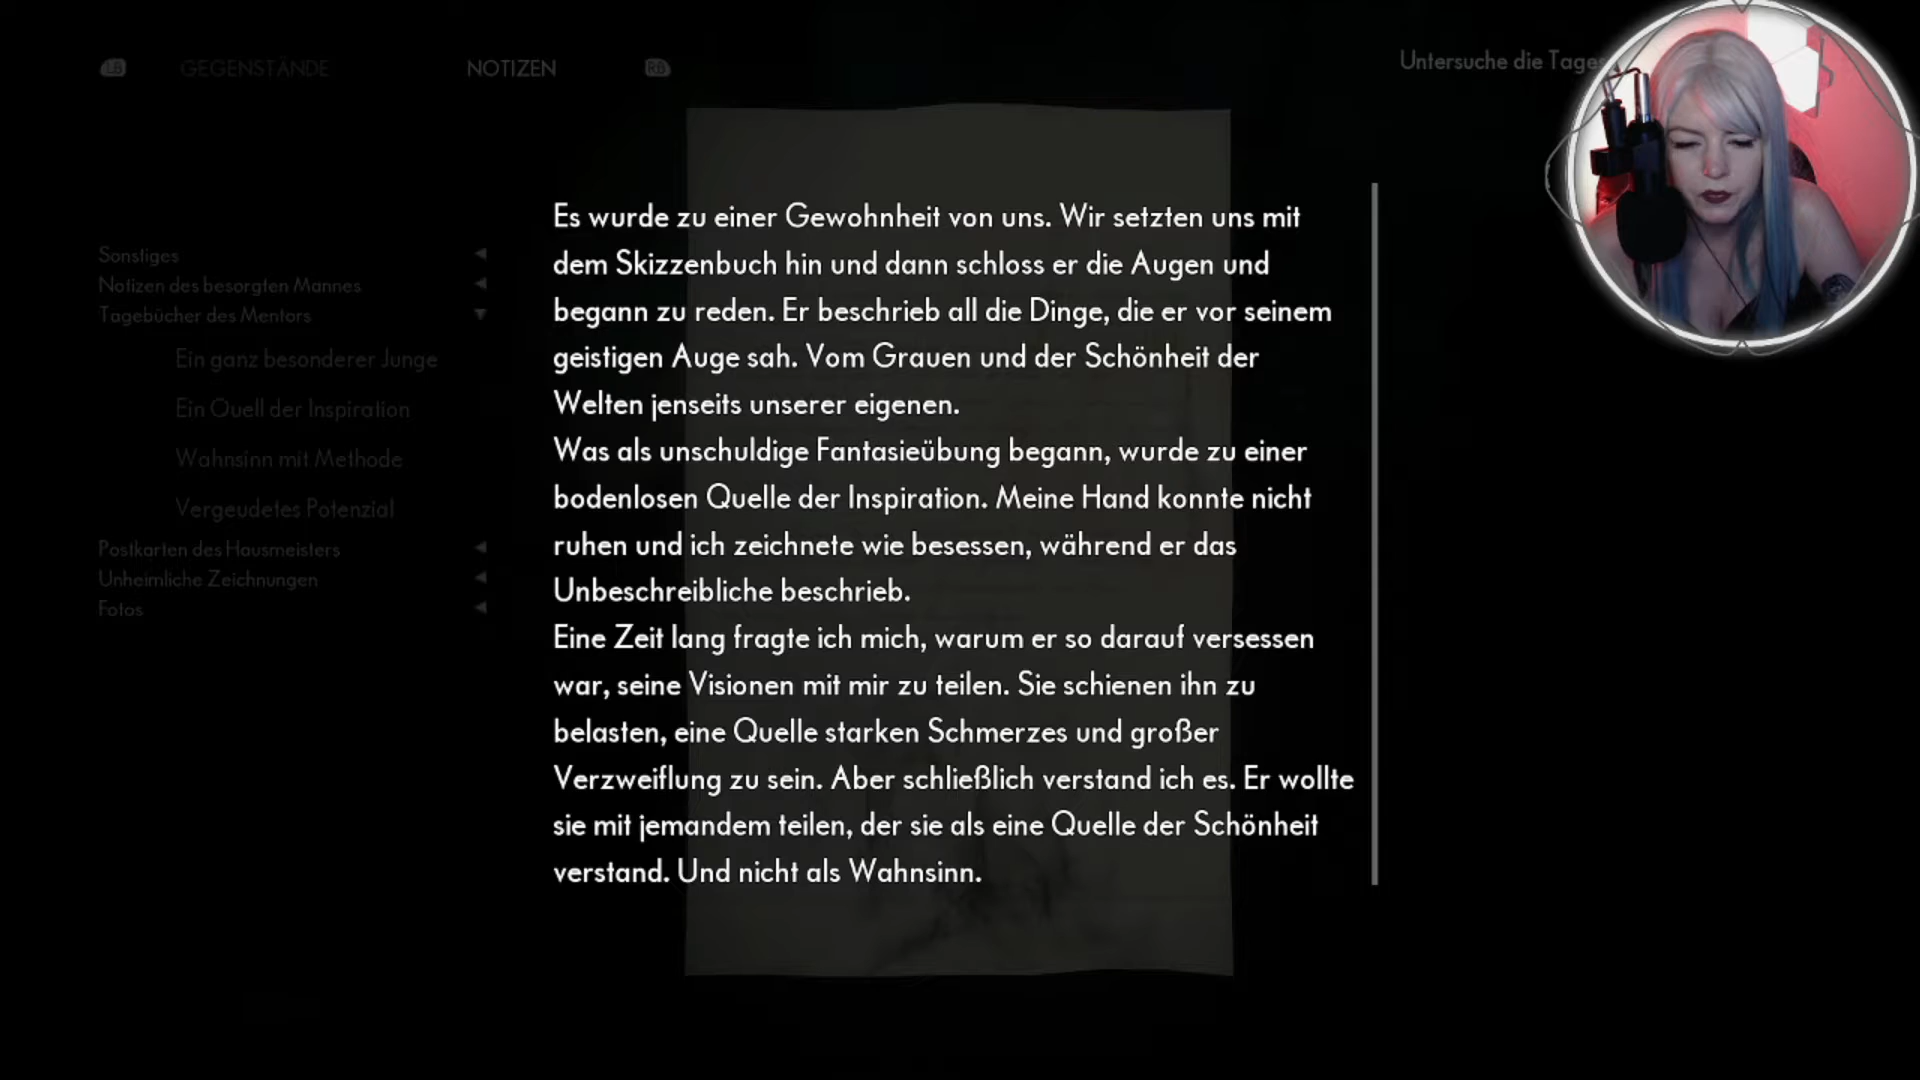 LB GEGENSTÄNDE NOTIZEN RB
Untersuche die
Sonstiges
Notizen des besorgten Mannes
Tagebücher des Mentors
Ein ganz besonderer Junge
Ein Quell der Inspiration
Wahnsinn mit Methode
Vergeudetes Potenzial
Postkarten des Hausmeisters
Unheimliche Zeichnungen
Fotos
Es wurde zu einer Gewohnheit von uns. Wir setzten uns mit
dem Skizzenbuch hin und dann schloss er die Augen und
begann zu reden. Er beschrieb all die Dinge, die er vor seinem
geistigen Auge sah. Vom Grauen und der Schönheit der
Welten jenseits unserer eigenen.
Was als unschuldige Fantasieübung begann, wurde zu einer
bodenlosen Quelle der Inspiration. Meine Hand konnte nicht
ruhen und ich zeichnete wie besessen, während er das
Unbeschreibliche beschrieb.
Eine Zeit lang fragte ich mich, warum er so darauf versessen
war, seine Visionen mit mir zu teilen. Sie schienen ihn zu
belasten, eine Quelle starken Schmerzes und großer
Verzweiflung zu sein. Aber schließlich verstand ich es. Er wollte
sie mit jemandem teilen, der sie als eine Quelle der Schönheit
verstand. Und nicht als Wahnsinn.